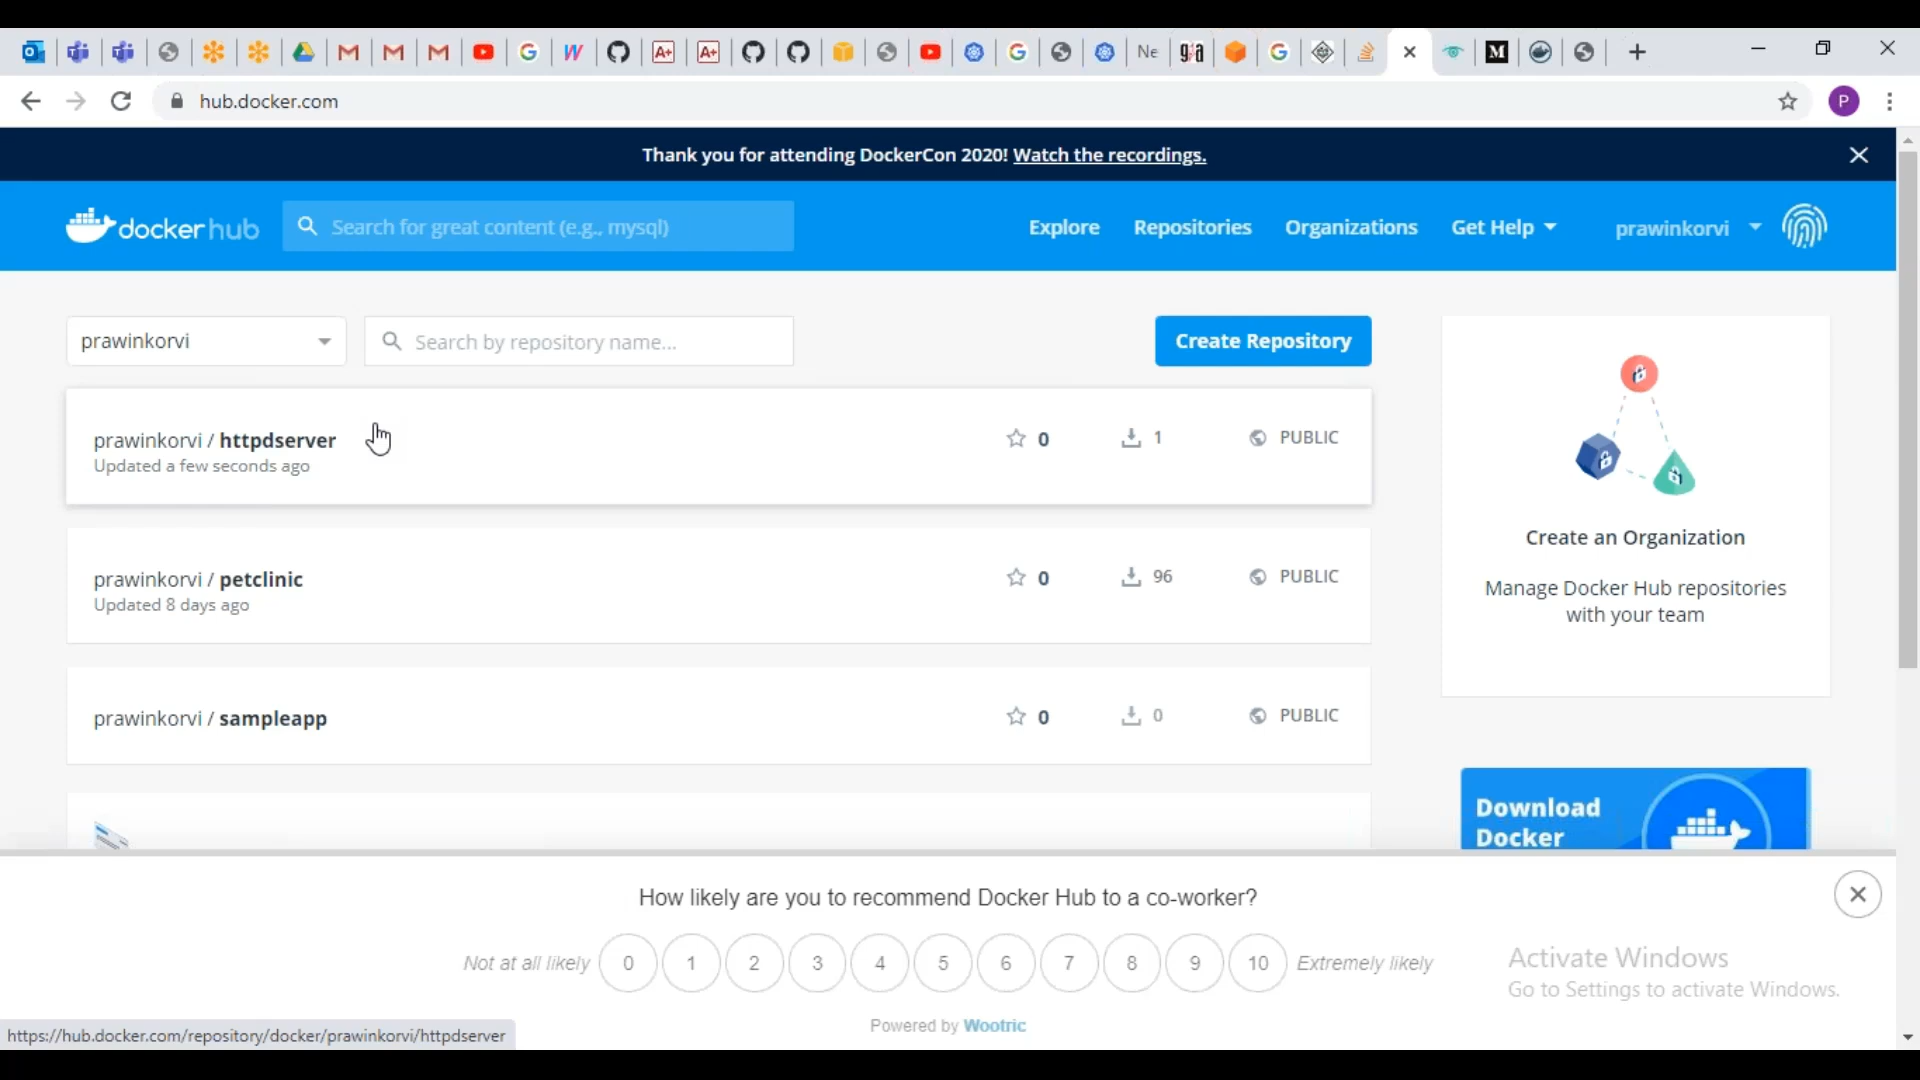 Ne
hub.docker.com
P
Thank you for attending DockerCon 2020! Watch the recordings.
docker hub
Search for great content (e.g., mysql)
Explore
Repositories
Organizations
Get Help
prawinkorvi
prawinkorvi
Search by repository name...
Create Repository
prawinkorvi / httpdserver
Updated a few seconds ago
0
1
PUBLIC
prawinkorvi / petclinic
Updated 8 days ago
0
96
PUBLIC
prawinkorvi / sampleapp
0
0
PUBLIC
Create an Organization
Manage Docker Hub repositories
with your team
Download
Docker
How likely are you to recommend Docker Hub to a co-worker?
Not at all likely 0 1 2 3 4 5 6 7 8 9 10 Extremely likely
Powered by Wootric
Activate Windows
Go to Settings to activate Windows.
https://hub.docker.com/repository/docker/prawinkorvi/httpdserver